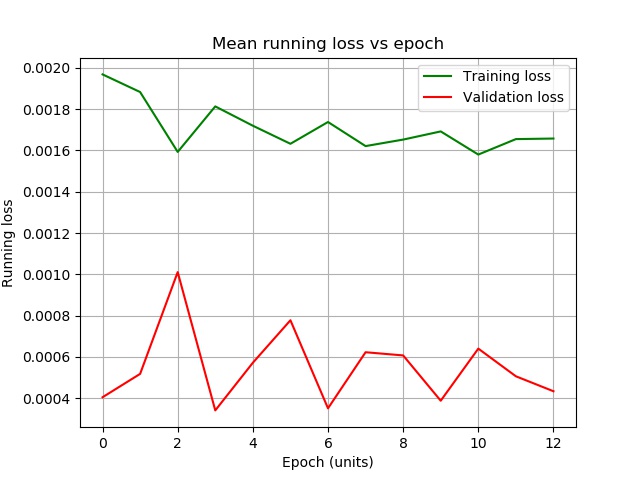 Mean running loss vs epoch
Training loss
Validation loss
0.0020
0.0018
0.0016
0.0014
0.0012
0.0010
0.0008
0.0006
0.0004
Running loss
0 2 4 6 8 10 12
Epoch (units)